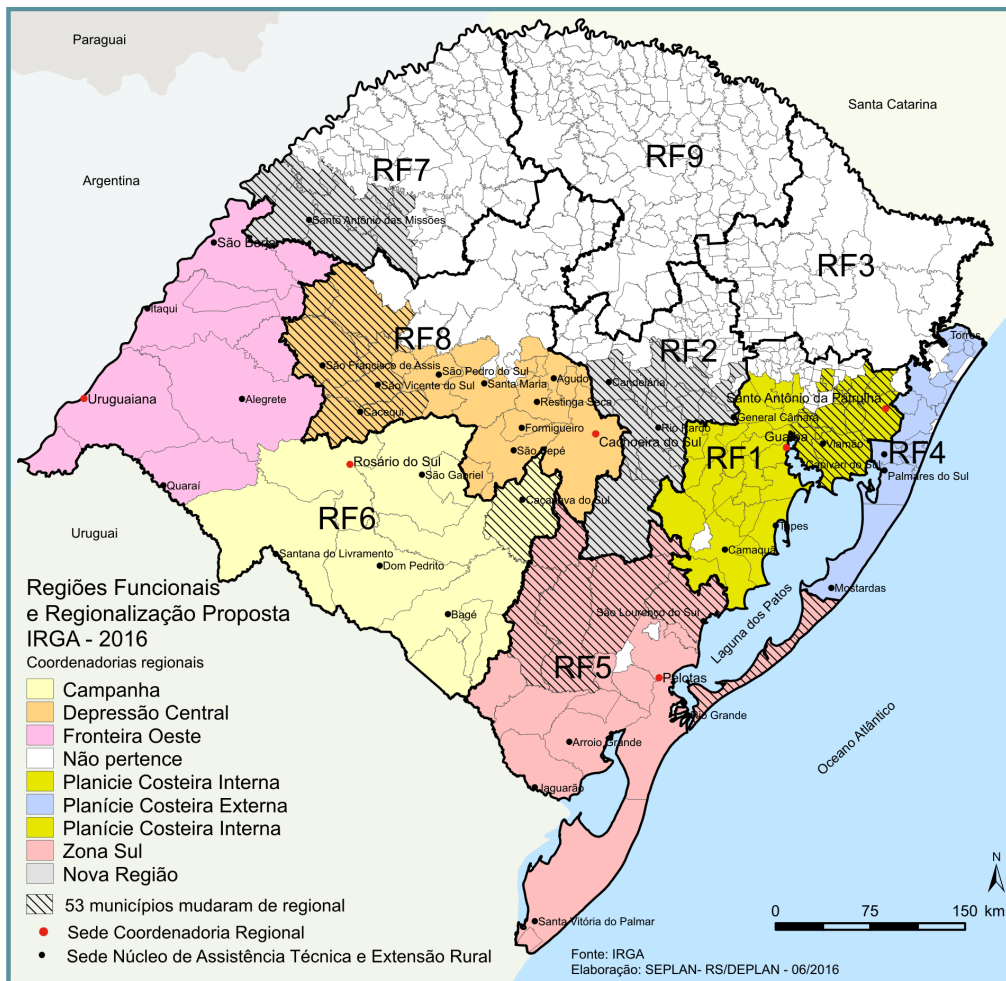 Paraguai
Santa Catarina
Argentina
RF7
RF9
RF3
Santo Antônio das Missões
São Borja
Itaqui
RF8
RF2
Torres
São Francisco de Assis
São Pedro do Sul
São Vicente do Sul
Santa Maria
Agudo
Candelária
Santo Antônio da Patrulha
Uruguaiana
Alegrete
Restinga Seca
Cacequi
General Câmara
Formigueiro
Rio Pardo
Cachoeira do Sul
Guaíba
Viamão
São Sepé
RF1
RF4
Rosário do Sul
São Gabriel
Capivari do Sul
Palmares do Sul
Quaraí
Caçapava do Sul
RF6
Uruguai
Tapes
Santana do Livramento
Camaquã
Dom Pedrito
Mostardas
Regiões Funcionais
e Regionalização Proposta
IRGA - 2016
Bagé
São Lourenço do Sul
Laguna dos Patos
RF5
Pelotas
Rio Grande
Oceano Atlântico
Arroio Grande
Jaguarão
Santa Vitória do Palmar
Coordenadorias regionais
Campanha
Depressão Central
Fronteira Oeste
Não pertence
Planicie Costeira Interna
Planície Costeira Externa
Planície Costeira Interna
Zona Sul
Nova Região
53 municípios mudaram de regional
Sede Coordenadoria Regional
Sede Núcleo de Assistência Técnica e Extensão Rural
N
0 75 150 km
Fonte: IRGA
Elaboração: SEPLAN- RS/DEPLAN - 06/2016